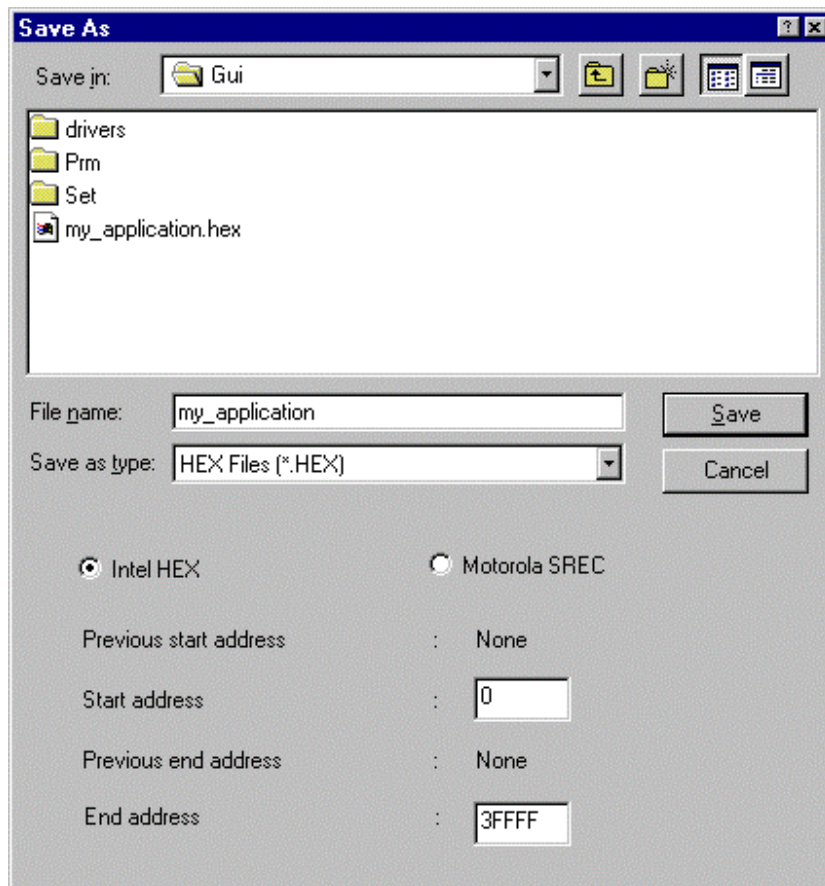 Save As
Save in: Gui
drivers
Prm
Set
my_application.hex
File name: my_application Save
Save as type: HEX Files (*.HEX) Cancel
Intel HEX Motorola SREC
Previous start address : None
Start address : 0
Previous end address : None
End address : 3FFFF